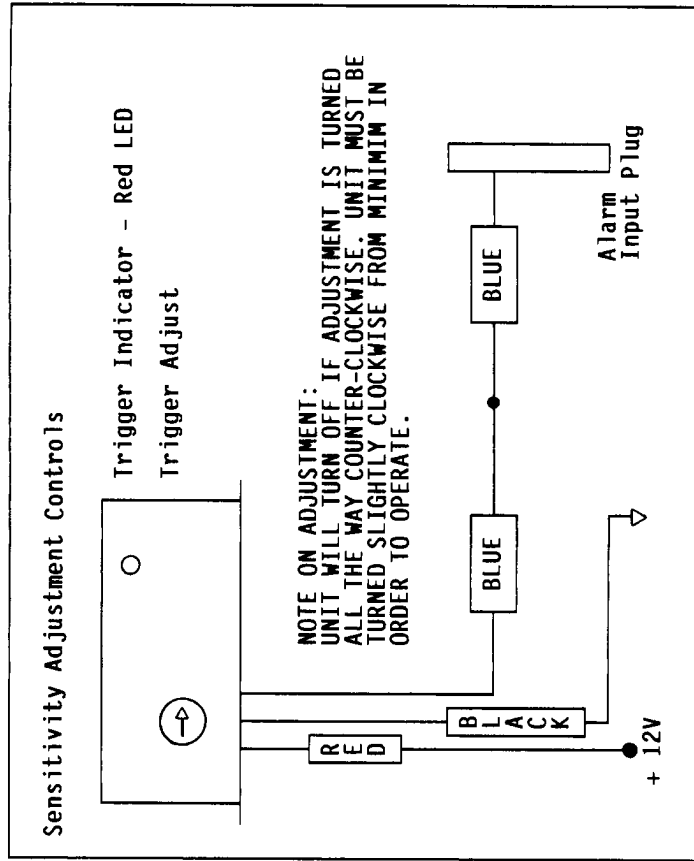 Sensitivity Adjustment Controls
Trigger Indicator - Red LED
Trigger Adjust
NOTE ON ADJUSTMENT:
UNIT WILL TURN OFF IF ADJUSTMENT IS TURNED
ALL THE WAY COUNTER-CLOCKWISE. UNIT MUST BE
TURNED SLIGHTLY CLOCKWISE FROM MINIMIM IN
ORDER TO OPERATE.
RED
BLACK
BLUE
BLUE
+ 12V
Alarm
Input Plug